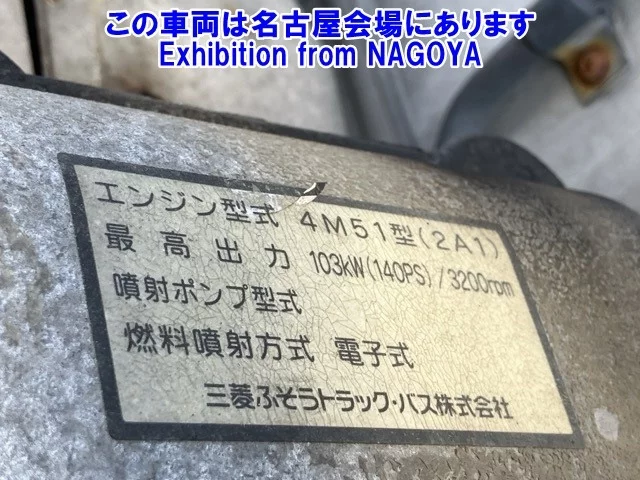 この車両は名古屋会場にあります
Exhibition from NAGOYA
エンジン型式 4M51型(2A1)
最高出力 103kW(140PS)/3200rpm
噴射ポンプ型式
燃料噴射方式 電子式
三菱ふそうトラック・バス株式会社